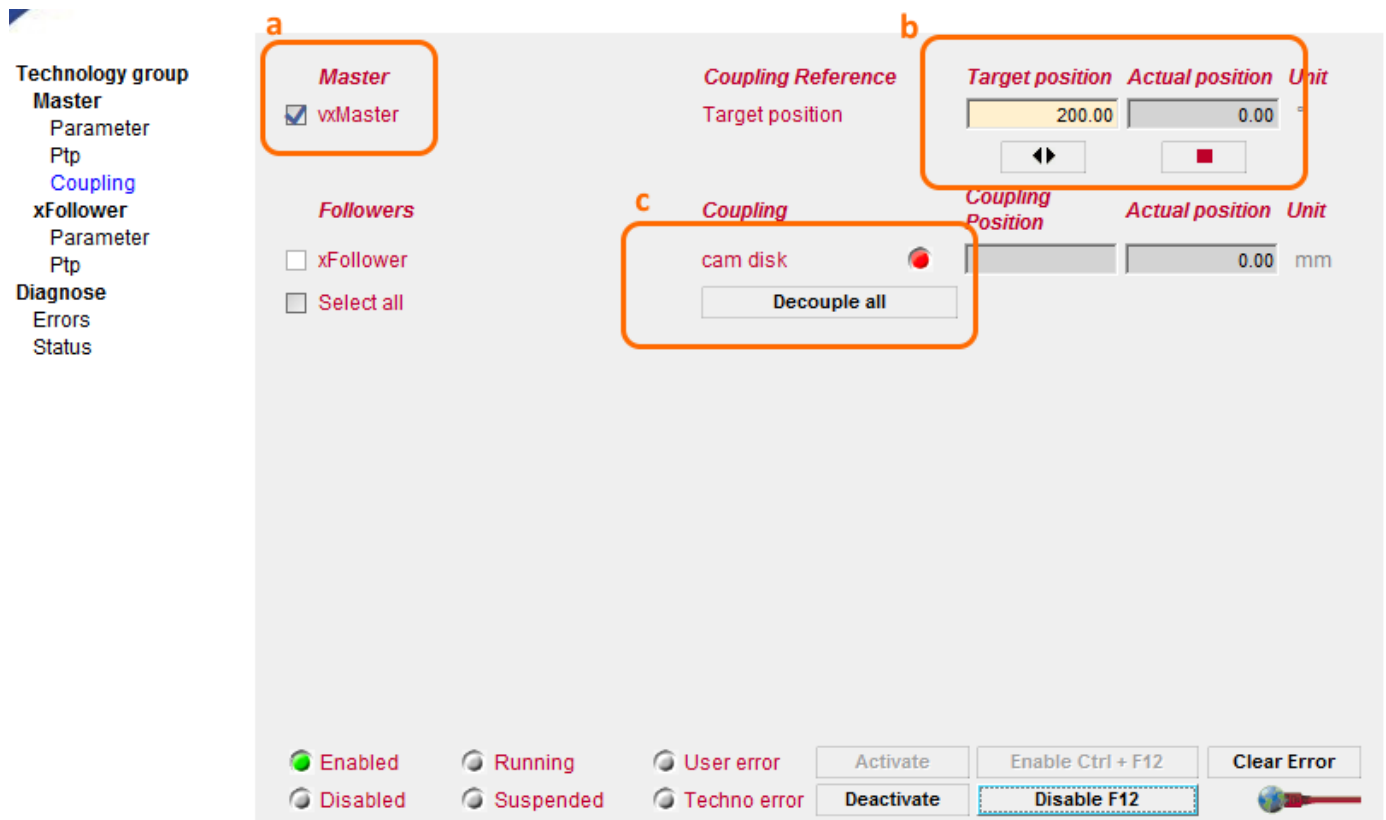 a
b
Technology group
Master
Parameter
Ptp
Coupling
xFollower
Parameter
Ptp
Diagnose
Errors
Status
Master Coupling Reference Target position Actual position Unit
vxMaster Target position 200.00 0.00 °
c
Followers Coupling Coupling Position Actual position Unit
xFollower cam disk 0.00 mm
Select all Decouple all
Enabled Running User error Activate Enable Ctrl + F12 Clear Error
Disabled Suspended Techno error Deactivate Disable F12